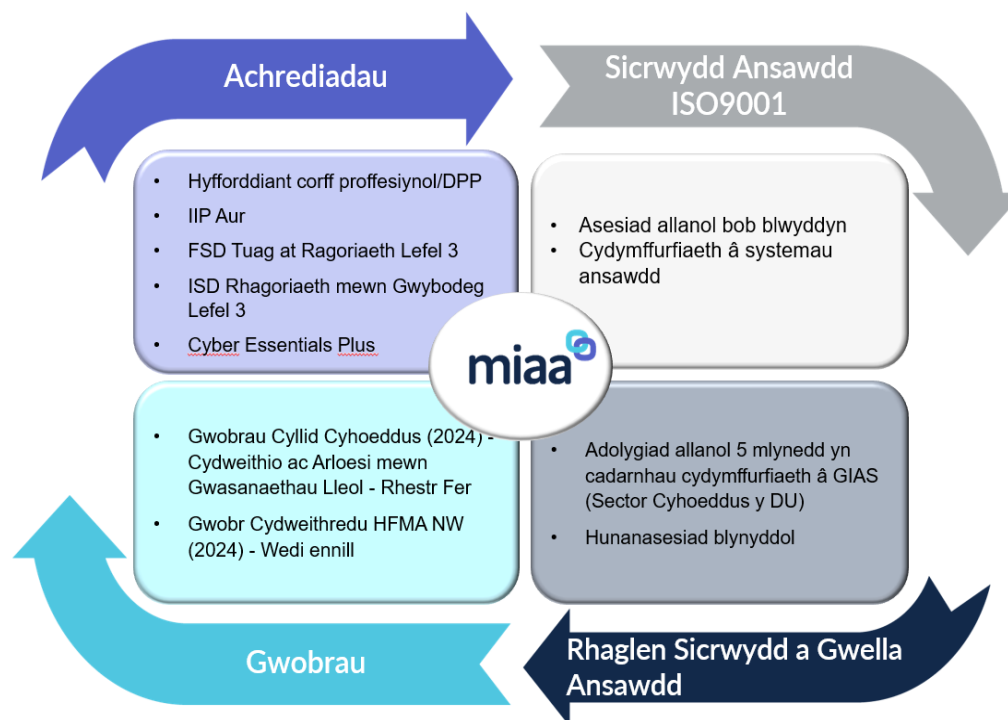 Achrediadau
Sicrwydd Ansawdd
ISO9001
• Hyfforddiant corff proffesiynol/DPP
• IIP Aur
• FSD Tuag at Ragoriaeth Lefel 3
• ISD Rhagoriaeth mewn Gwybodeg
Lefel 3
• Cyber Essentials Plus
• Asesiad allanol bob blwyddyn
• Cydymffurfiaeth â systemau
ansawdd
miaa
• Gwobrau Cyllid Cyhoeddus (2024) -
Cydweithio ac Arloesi mewn
Gwasanaethau Lleol - Rhestr Fer
• Gwobr Cydweithredu HFMA NW
(2024) - Wedi ennill
• Adolygiad allanol 5 mlynedd yn
cadarnhau cydymffurfiaeth â GIAS
(Sector Cyhoeddus y DU)
• Hunanasesiad blynyddol
Gwobrau
Rhaglen Sicrwydd a Gwella
Ansawdd